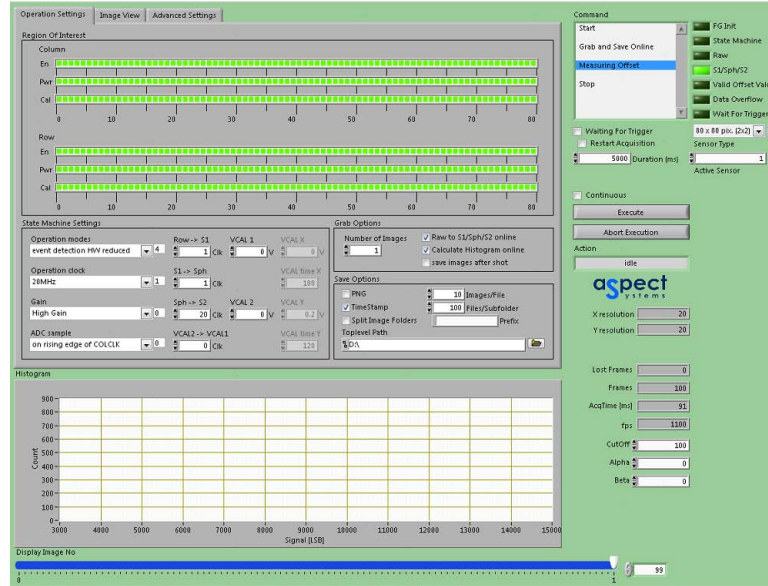 Operation Settings Image View Advanced Settings
Region Of Interest
Column
En
Pwr
Cal
0 10 20 30 40 50 60 70 80
Row
En
Pwr
Cal
0 10 20 30 40 50 60 70 80
State Machine Settings
Operation modes
event detection HW reduced 4
Operation clock
20MHz 1
Gain
High Gain 0
ADC sample
on rising edge of COLCLK 0
Row-> S1 VCAL 1 VCAL X
1 Clk 0 V 0 V
S1-> Sph VCAL time X
1 Clk 100
Sph-> S2 VCAL 2 VCAL Y
20 Clk 0 V 0.2 V
VCAL2-> VCAL1 VCAL time Y
0 Clk 120
Grab Options
Number of Images
1
Raw to S1/Sph/S2 online
Calculate Histogram online
save images after shot
Save Options
PNG 10 Images/File
TimeStamp 100 Files/Subfolder
Split Image Folders Prefix
Toplevel Path
D:\
Histogram
Count
900
800
700
600
500
400
300
200
100
0
3000 4000 5000 6000 7000 8000 9000 10000 11000 12000 13000 14000 15000
Signal [LSB]
Display Image No
0 1
99
Command
Start
Grab and Save Online
Measuring Offset
Stop
FG Init
State Machine
Raw
S1/Sph/S2
Valid Offset Valu
Data Overflow
Wait For Trigger
Waiting For Trigger
Restart Acquisition
5000 Duration (ms)
80 x 80 pix. (2x2)
Sensor Type
1
Active Sensor
Continuous
Execute
Abort Execution
Action
idle
aspect
systems
X resolution 20
Y resolution 20
Lost Frames 0
Frames 100
AcqTime [ms] 91
fps 1100
CutOff 100
Alpha 0
Beta 0